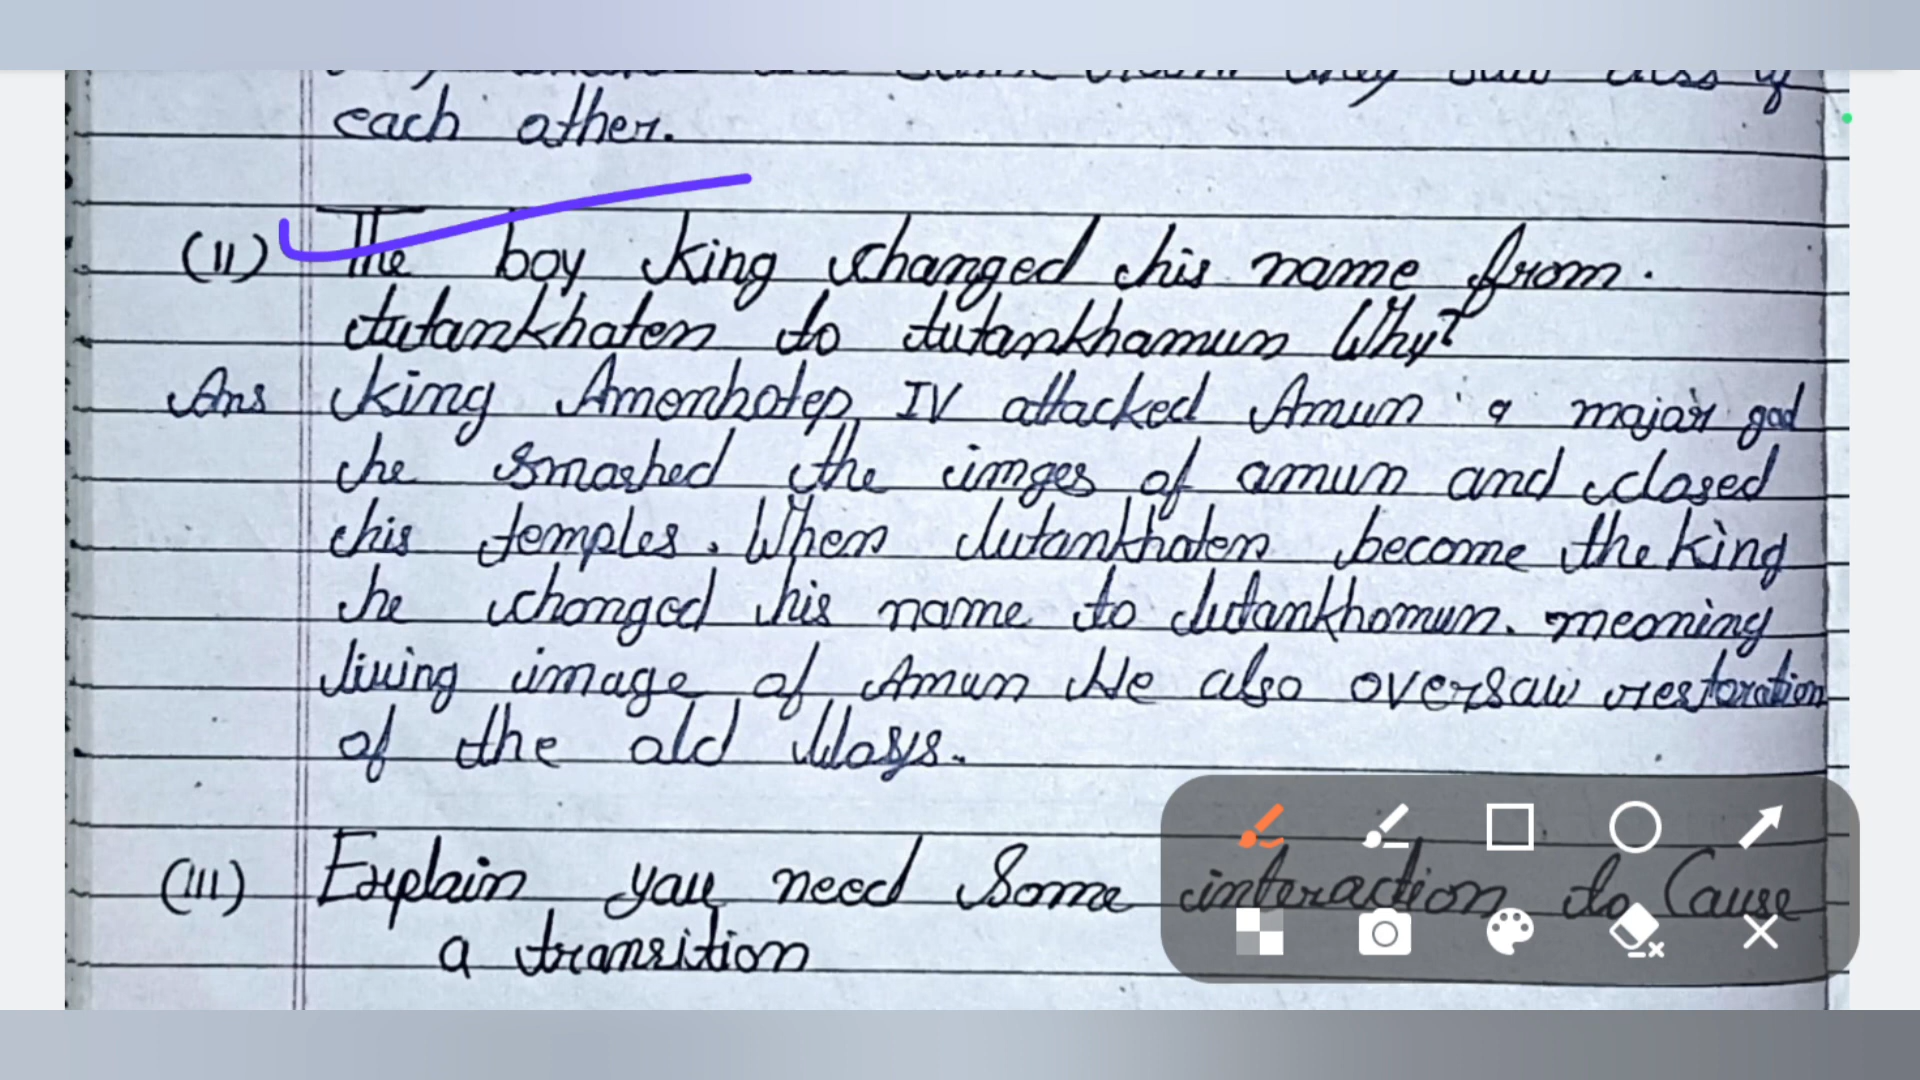 each other.
(II) The boy king changed his name from.
tutankhaten to tutankhamun Why?
Ans king Amenhotep IV attacked Amun a major god
he smashed the imges of amun and closed
his temples. When tutankhaten become the king
he changed his name to tutankhamun. meaning
living image of Amun He also oversaw restoration
of the old Ways.
(III) Explain you need Some interaction to Cause
a transition